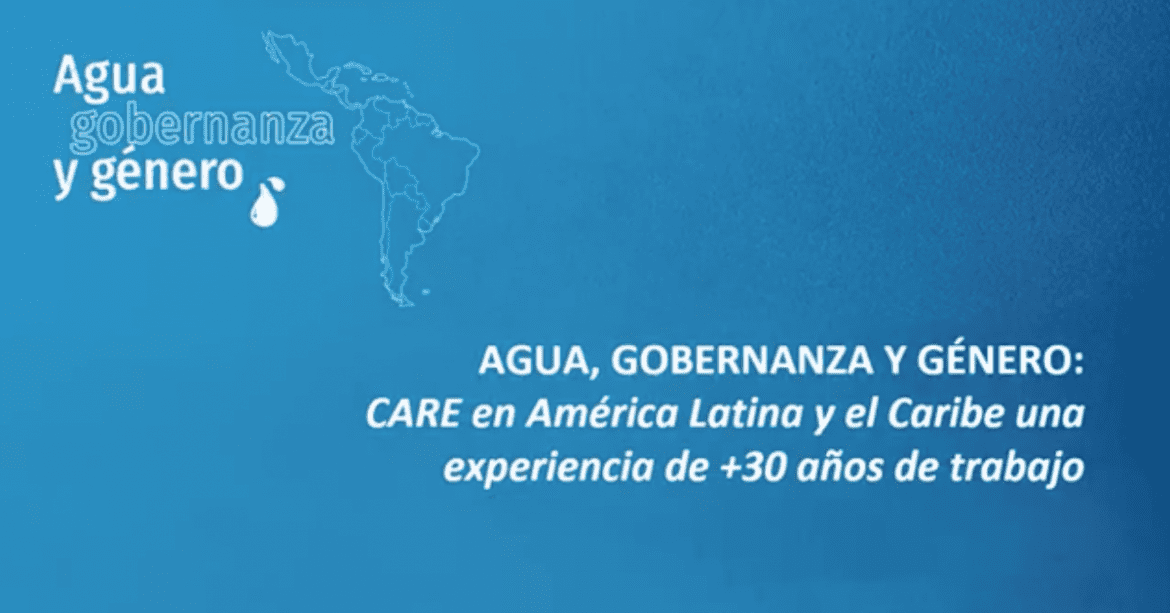 Agua
gobernanza
y género
AGUA, GOBERNANZA Y GÉNERO:
CARE en América Latina y el Caribe una
experiencia de +30 años de trabajo